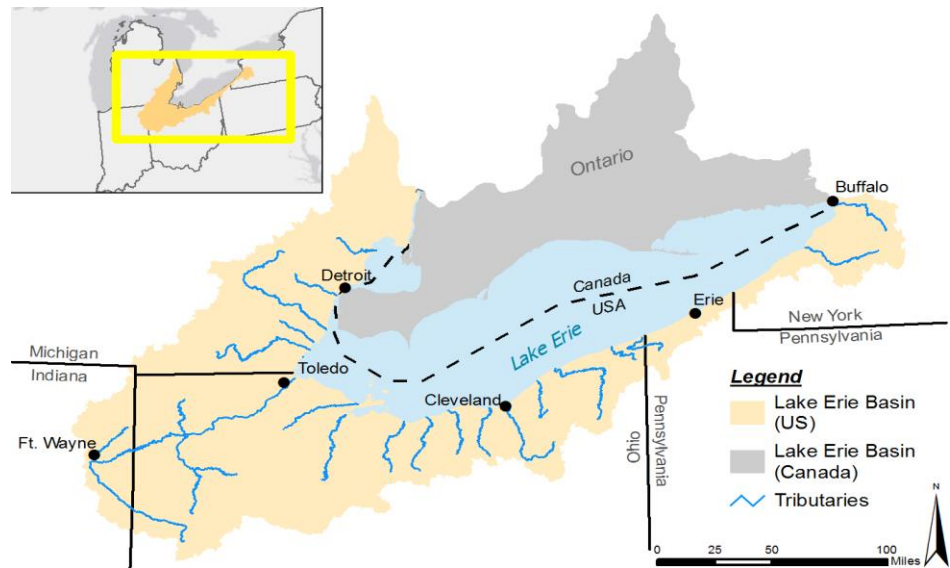 Ontario
Buffalo
Detroit
Canada
USA
Erie
Lake Erie
New York
Pennsylvania
Michigan
Indiana
Toledo
Cleveland
Ft. Wayne
Ohio
Pennsylvania
Legend
Lake Erie Basin
(US)
Lake Erie Basin
(Canada)
Tributaries
N
0 25 50 100
Miles